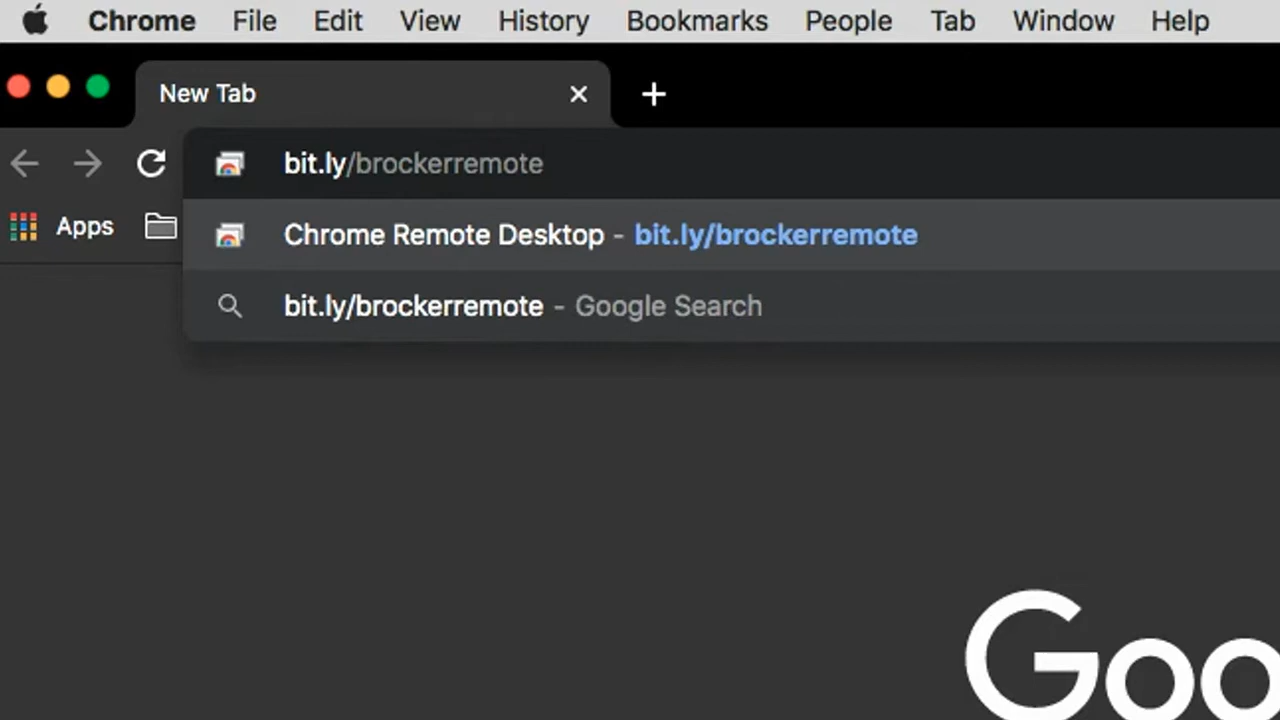 Chrome File Edit View History Bookmarks People Tab Window Help
New Tab
bit.ly/brockerremote
Apps
Chrome Remote Desktop - bit.ly/brockerremote
bit.ly/brockerremote - Google Search
Goo